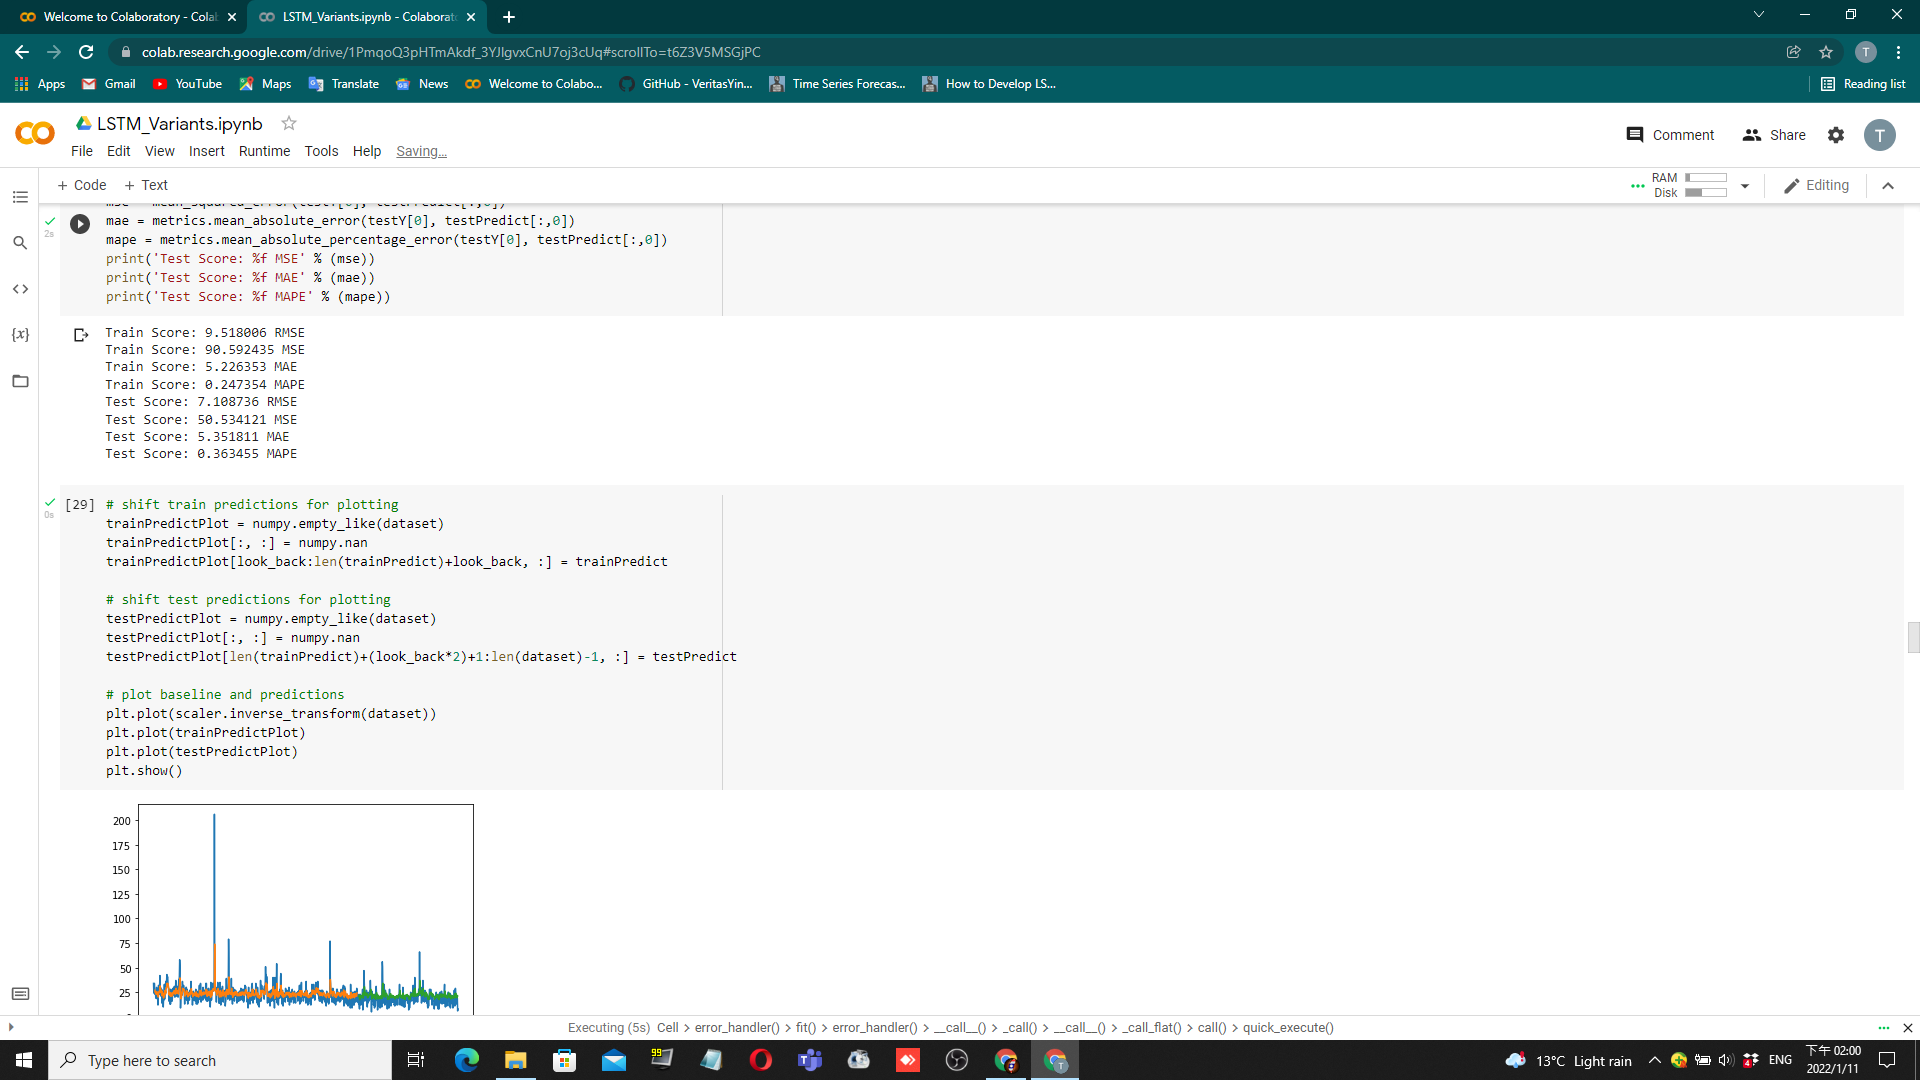 Welcome to Colaboratory - Colab
LSTM_Variants.ipynb - Colaborat
colab.research.google.com/drive/1PmqoQ3pHTmAkdf_3YJIgvxCnU7oj3cUq#scrollTo=t6Z3V5MSGjPC
T
Apps
Gmail
YouTube
Maps
Translate
News
Welcome to Colabo...
GitHub - VeritasYin...
Time Series Forecas...
How to Develop LS...
Reading list
LSTM_Variants.ipynb
Comment
Share
T
File
Edit
View
Insert
Runtime
Tools
Help
Saving...
+ Code
+ Text
RAM
Disk
Editing
mse = mean_squared_error(testY[0], testPredict[:,0])
2s
mae = metrics.mean_absolute_error(testY[0], testPredict[:,0])
mape = metrics.mean_absolute_percentage_error(testY[0], testPredict[:,0])
print('Test Score: %f MSE' % (mse))
print('Test Score: %f MAE' % (mae))
print('Test Score: %f MAPE' % (mape))
{x}
Train Score: 9.518006 RMSE
Train Score: 90.592435 MSE
Train Score: 5.226353 MAE
Train Score: 0.247354 MAPE
Test Score: 7.108736 RMSE
Test Score: 50.534121 MSE
Test Score: 5.351811 MAE
Test Score: 0.363455 MAPE
0s
[29] # shift train predictions for plotting
trainPredictPlot = numpy.empty_like(dataset)
trainPredictPlot[:, :] = numpy.nan
trainPredictPlot[look_back:len(trainPredict)+look_back, :] = trainPredict
# shift test predictions for plotting
testPredictPlot = numpy.empty_like(dataset)
testPredictPlot[:, :] = numpy.nan
testPredictPlot[len(trainPredict)+(look_back*2)+1:len(dataset)-1, :] = testPredict
# plot baseline and predictions
plt.plot(scaler.inverse_transform(dataset))
plt.plot(trainPredictPlot)
plt.plot(testPredictPlot)
plt.show()
200
175
150
125
100
75
50
25
Executing (5s) Cell > error_handler() > fit() > error_handler() > __call__() > _call() > __call__() > _call_flat() > call() > quick_execute()
Type here to search
99
13°C Light rain
ENG
下午 02:00
2022/1/11